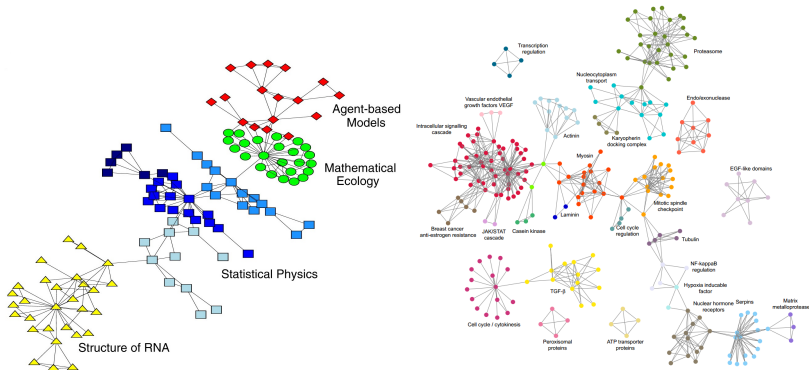 Agent-based
Models
Mathematical
Ecology
Statistical Physics
Structure of RNA
Transcription
regulation
Proteasome
Nucleocytoplasm
transport
Vascular endothelial
growth factors VEGF
Endo/exonuclease
Intracellular signalling
cascade
Actinin
Karyopherin
docking complex
Myosin
EGF-like domains
Mitotic spindle
checkpoint
Laminin
Breast cancer
anti-estrogen resistance
JAK/STAT
cascade
Casein kinase
Cell cycle
regulation
Tubulin
NF-kappaB
regulation
TGF-β
Hypoxia inducable
factor
Nuclear hormone
receptors
Serpins
Matrix
metalloprotease
Cell cycle / cytokinesis
Peroxisomal
proteins
ATP transporter
proteins